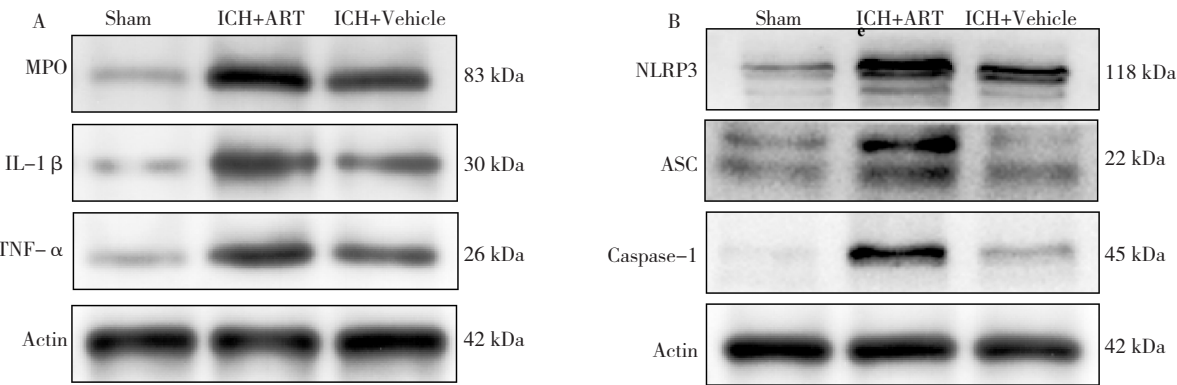 A Sham ICH+ART ICH+Vehicle
MPO 83 kDa
IL-1 β 30 kDa
TNF- α 26 kDa
Actin 42 kDa
B Sham ICH+ART ICH+Vehicle
e
NLRP3 118 kDa
ASC 22 kDa
Caspase-1 45 kDa
Actin 42 kDa